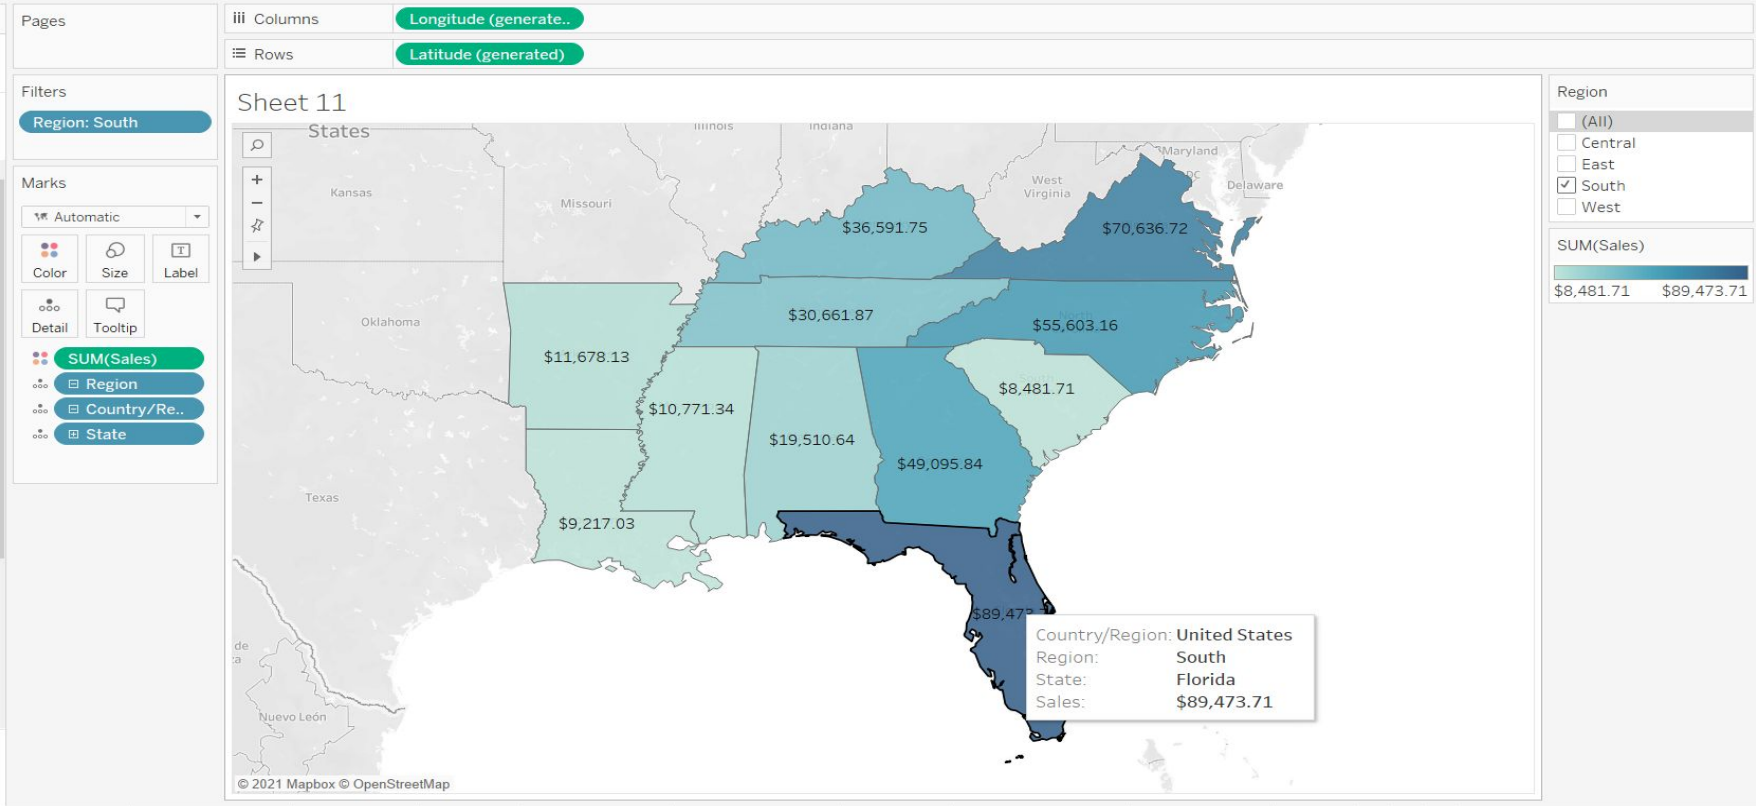 Pages
Columns
Longitude (generate..
Rows
Latitude (generated)
Filters
Region: South
Marks
Automatic
Color
Size
T
Label
Detail
Tooltip
SUM(Sales)
Region
Country/Re..
State
Sheet 11
States
Illinois
Indiana
Maryland
DC
Delaware
West
Virginia
Kansas
Missouri
Oklahoma
Texas
Nuevo León
de
$36,591.75
$70,636.72
$30,661.87
$55,603.16
$11,678.13
$8,481.71
$10,771.34
$19,510.64
$49,095.84
$9,217.03
$89,473.7
Country/Region: United States
Region: South
State: Florida
Sales: $89,473.71
© 2021 Mapbox © OpenStreetMap
Region
(All)
Central
East
South
West
SUM(Sales)
$8,481.71 $89,473.71